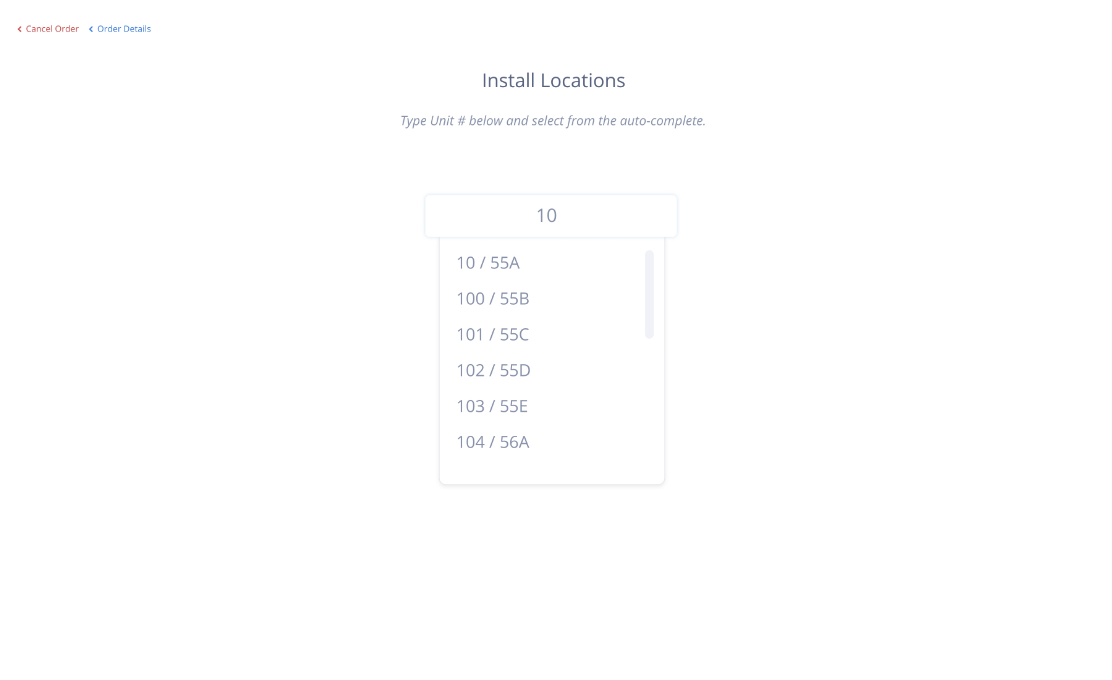 Cancel Order Order Details
Install Locations
Type Unit # below and select from the auto-complete.
10
10 / 55A
100 / 55B
101 / 55C
102 / 55D
103 / 55E
104 / 56A